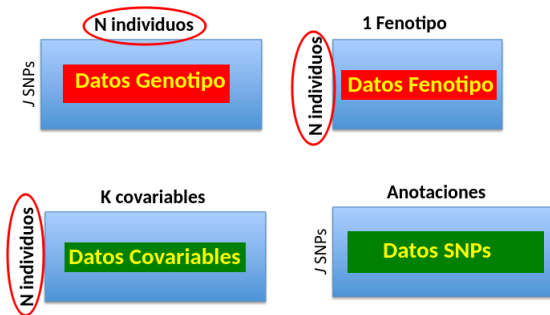 N individuos
J SNPs
Datos Genotipo
1 Fenotipo
N individuos
Datos Fenotipo
K covariables
N individuos
Datos Covariables
Anotaciones
J SNPs
Datos SNPs